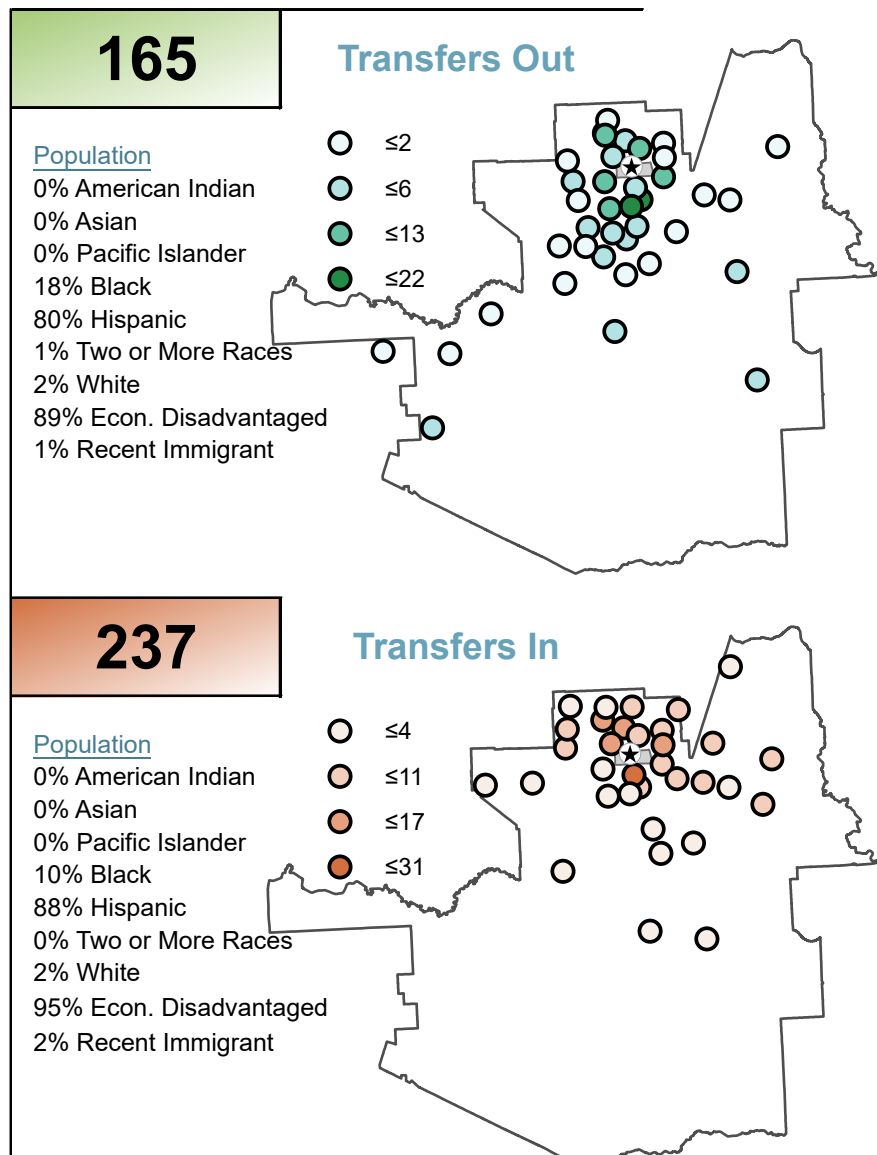 165
Transfers Out
≤2
≤6
≤13
≤22
Population
0% American Indian
0% Asian
0% Pacific Islander
18% Black
80% Hispanic
1% Two or More Races
2% White
89% Econ. Disadvantaged
1% Recent Immigrant
237
Transfers In
≤4
≤11
≤17
≤31
Population
0% American Indian
0% Asian
0% Pacific Islander
10% Black
88% Hispanic
0% Two or More Races
2% White
95% Econ. Disadvantaged
2% Recent Immigrant